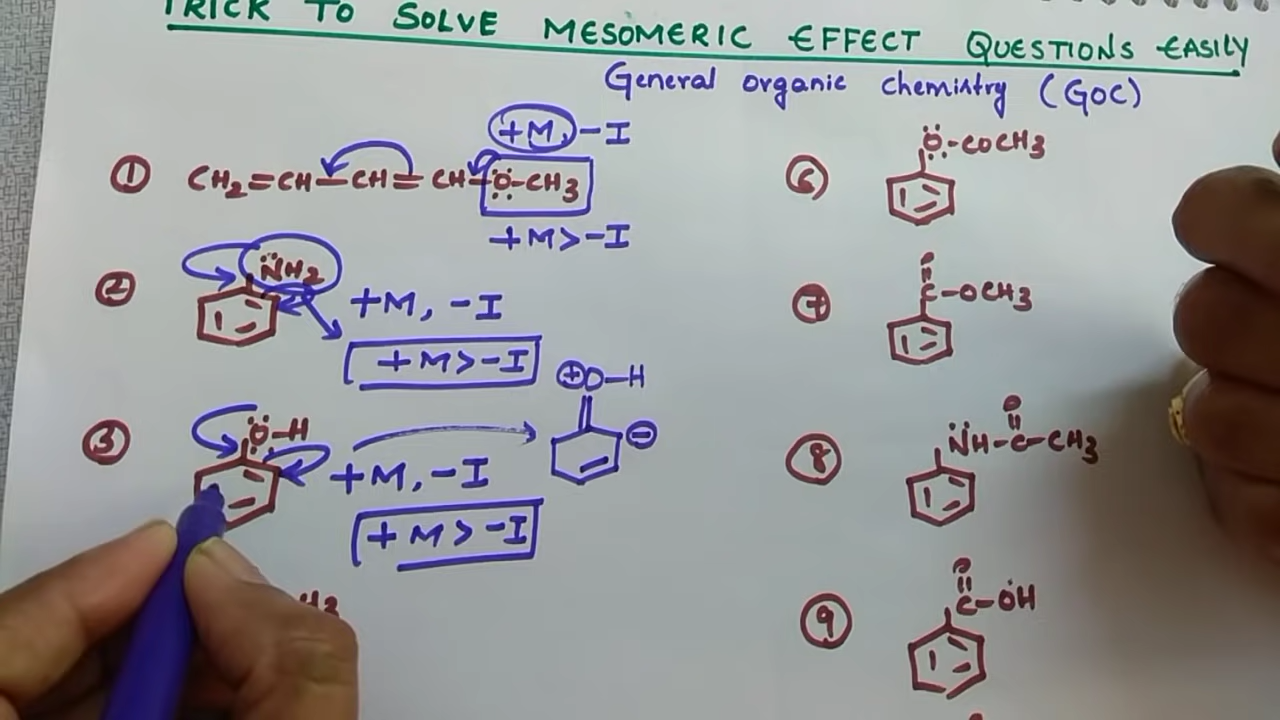 TRICK TO SOLVE MESOMERIC EFFECT QUESTIONS EASILY
General organic chemistry (GOC)
+M, -I
① CH2=CH-CH=CH-O-CH3
+M>-I
② NH2
+M, -I
+M>-I
③ O-H
+M, -I
+M>-I
⊕O-H
⊖
⑥ O-COCH3
⑦ O
C-OCH3
⑧ O
NH-C-CH3
⑨ O
C-OH